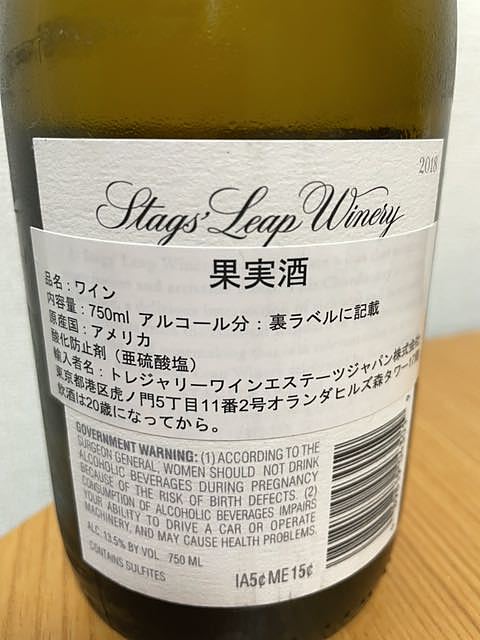 2018
Stags' Leap Winery
果実酒
品名：ワイン
内容量：750ml アルコール分：裏ラベルに記載
原産国：アメリカ
酸化防止剤（亜硫酸塩）
輸入者名：トレジャリーワインエステーツジャパン株式会社
東京都港区虎ノ門5丁目11番2号オランダヒルズ森タワー17階
飲酒は20歳になってから。
GOVERNMENT WARNING: (1) ACCORDING TO THE
SURGEON GENERAL, WOMEN SHOULD NOT DRINK
ALCOHOLIC BEVERAGES DURING PREGNANCY
BECAUSE OF THE RISK OF BIRTH DEFECTS. (2)
CONSUMPTION OF ALCOHOLIC BEVERAGES IMPAIRS
YOUR ABILITY TO DRIVE A CAR OR OPERATE
MACHINERY, AND MAY CAUSE HEALTH PROBLEMS.
ALC. 13.5% BY VOL 750 ML
CONTAINS SULFITES
IA5¢ME15¢